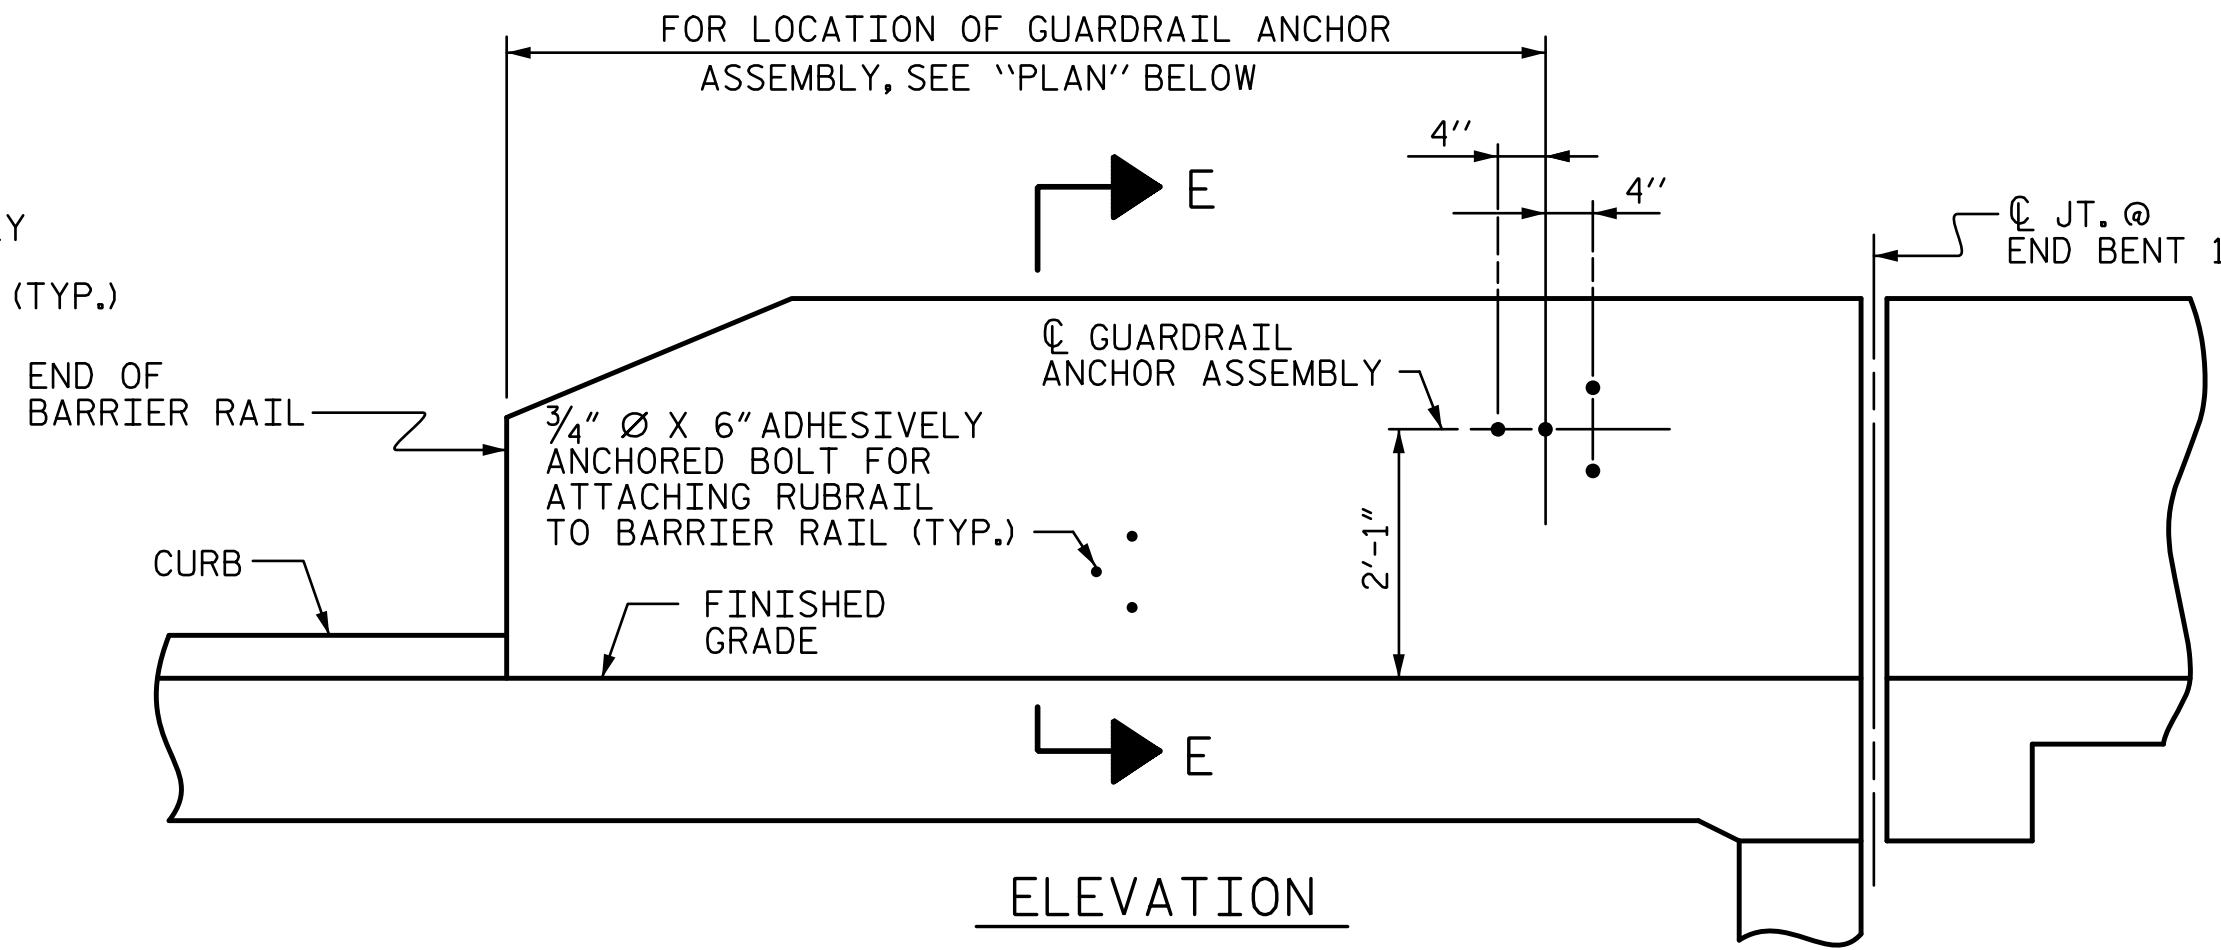 FOR LOCATION OF GUARDRAIL ANCHOR
ASSEMBLY, SEE "PLAN" BELOW
4"
4"
E
℄ JT. @
END BENT 1
Y
(TYP.)
℄ GUARDRAIL
ANCHOR ASSEMBLY
END OF
BARRIER RAIL
3/4" Ø X 6" ADHESIVELY
ANCHORED BOLT FOR
ATTACHING RUBRAIL
TO BARRIER RAIL (TYP.)
2'-1"
CURB
FINISHED
GRADE
E
ELEVATION